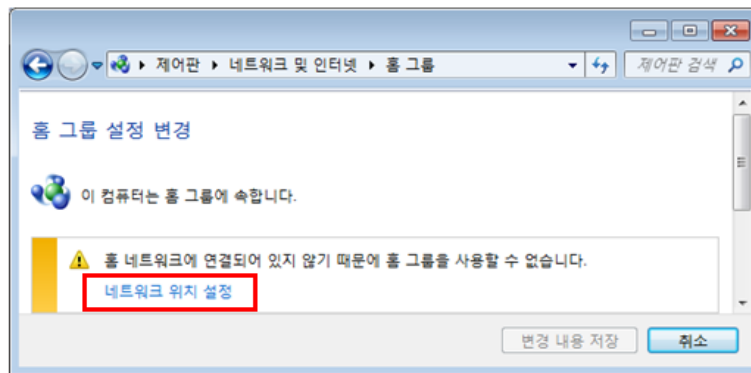 제어판 ▸ 네트워크 및 인터넷 ▸ 홈 그룹 제어판 검색
홈 그룹 설정 변경
이 컴퓨터는 홈 그룹에 속합니다.
홈 네트워크에 연결되어 있지 않기 때문에 홈 그룹을 사용할 수 없습니다.
네트워크 위치 설정
변경 내용 저장 취소